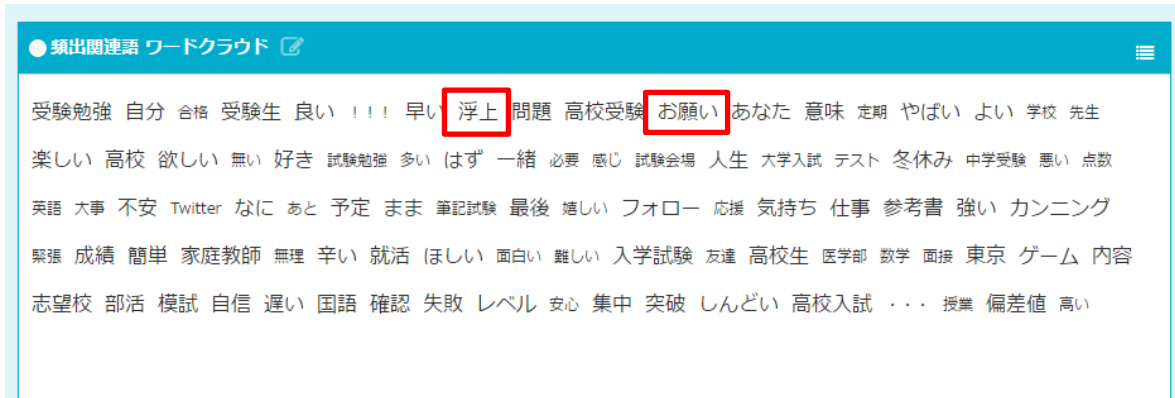 ●頻出関連語 ワードクラウド
受験勉強 自分 合格 受験生 良い !!! 早い 浮上 問題 高校受験 お願い あなた 意味 定期 やばい よい 学校 先生
楽しい 高校 欲しい 無い 好き 試験勉強 多い はず 一緒 必要 感じ 試験会場 人生 大学入試 テスト 冬休み 中学受験 悪い 点数
英語 大事 不安 Twitter なに あと 予定 まま 筆記試験 最後 嬉しい フォロー 応援 気持ち 仕事 参考書 強い カンニング
緊張 成績 簡単 家庭教師 無理 辛い 就活 ほしい 面白い 難しい 入学試験 友達 高校生 医学部 数学 面接 東京 ゲーム 内容
志望校 部活 模試 自信 遅い 国語 確認 失敗 レベル 安心 集中 突破 しんどい 高校入試 ・・・ 授業 偏差値 高い